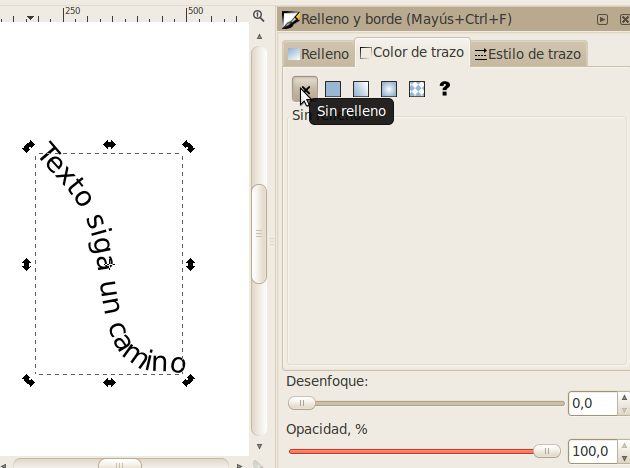 250
500
Relleno y borde (Mayús+Ctrl+F)
Relleno
Color de trazo
Estilo de trazo
?
Sin relleno
Texto siga un camino
Desenfoque:
0,0
Opacidad, %
100,0